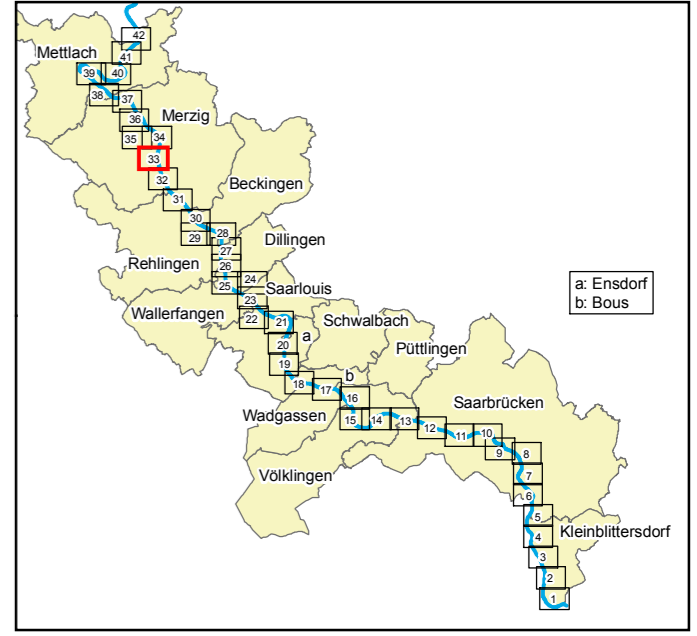 42
Mettlach
41
39
40
38
37
36
Merzig
35
34
33
32
Beckingen
31
30
29
28
Dillingen
27
Rehlingen
26
25
24
Saarlouis
23
Wallerfangen
22
21
Schwalbach
a
20
Püttlingen
19
b
18
17
16
Saarbrücken
Wadgassen
15
14
13
12
11
10
9
8
Völklingen
7
6
5
Kleinblittersdorf
4
3
2
1
a: Ensdorf
b: Bous